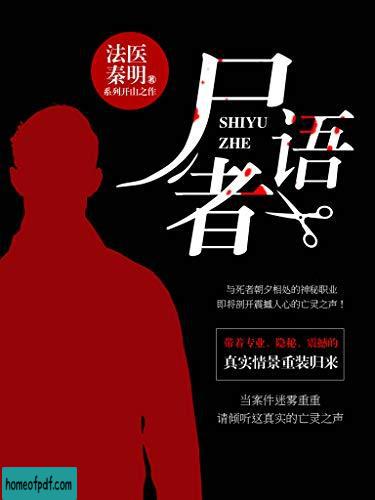 法医
秦明 著
系列开山之作
尸语者
SHIYU
ZHE
与死者朝夕相处的神秘职业
即将剖开震撼人心的亡灵之声！
带着专业、隐秘、震撼的
真实情景重装归来
当案件迷雾重重
请倾听这真实的亡灵之声
homeofpdf.com